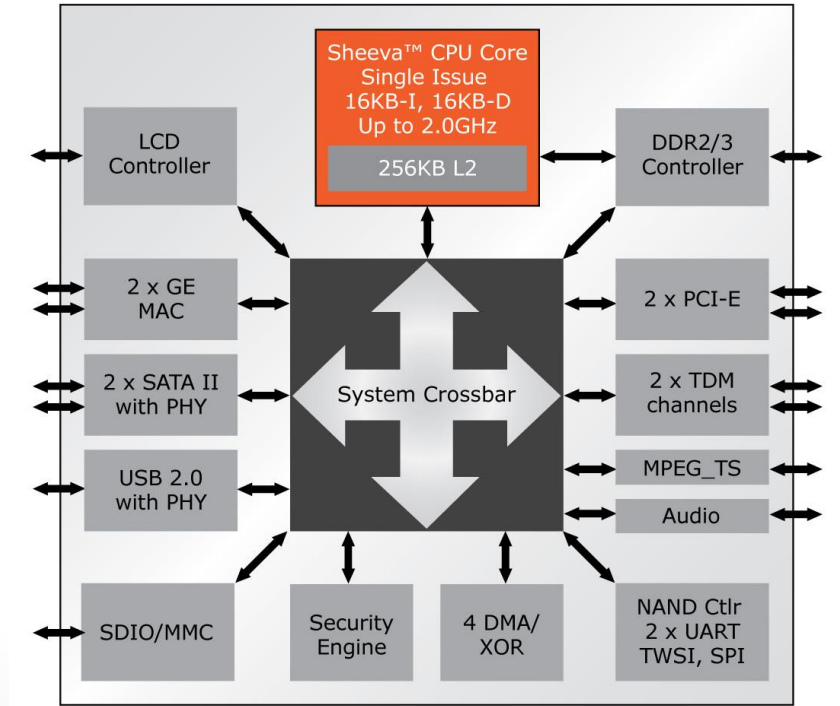 Sheeva™ CPU Core
Single Issue
16KB-I, 16KB-D
Up to 2.0GHz
256KB L2
LCD
Controller
DDR2/3
Controller
2 x GE
MAC
2 x PCI-E
2 x SATA II
with PHY
System Crossbar
2 x TDM
channels
USB 2.0
with PHY
MPEG_TS
Audio
SDIO/MMC
Security
Engine
4 DMA/
XOR
NAND Ctlr
2 x UART
TWSI, SPI